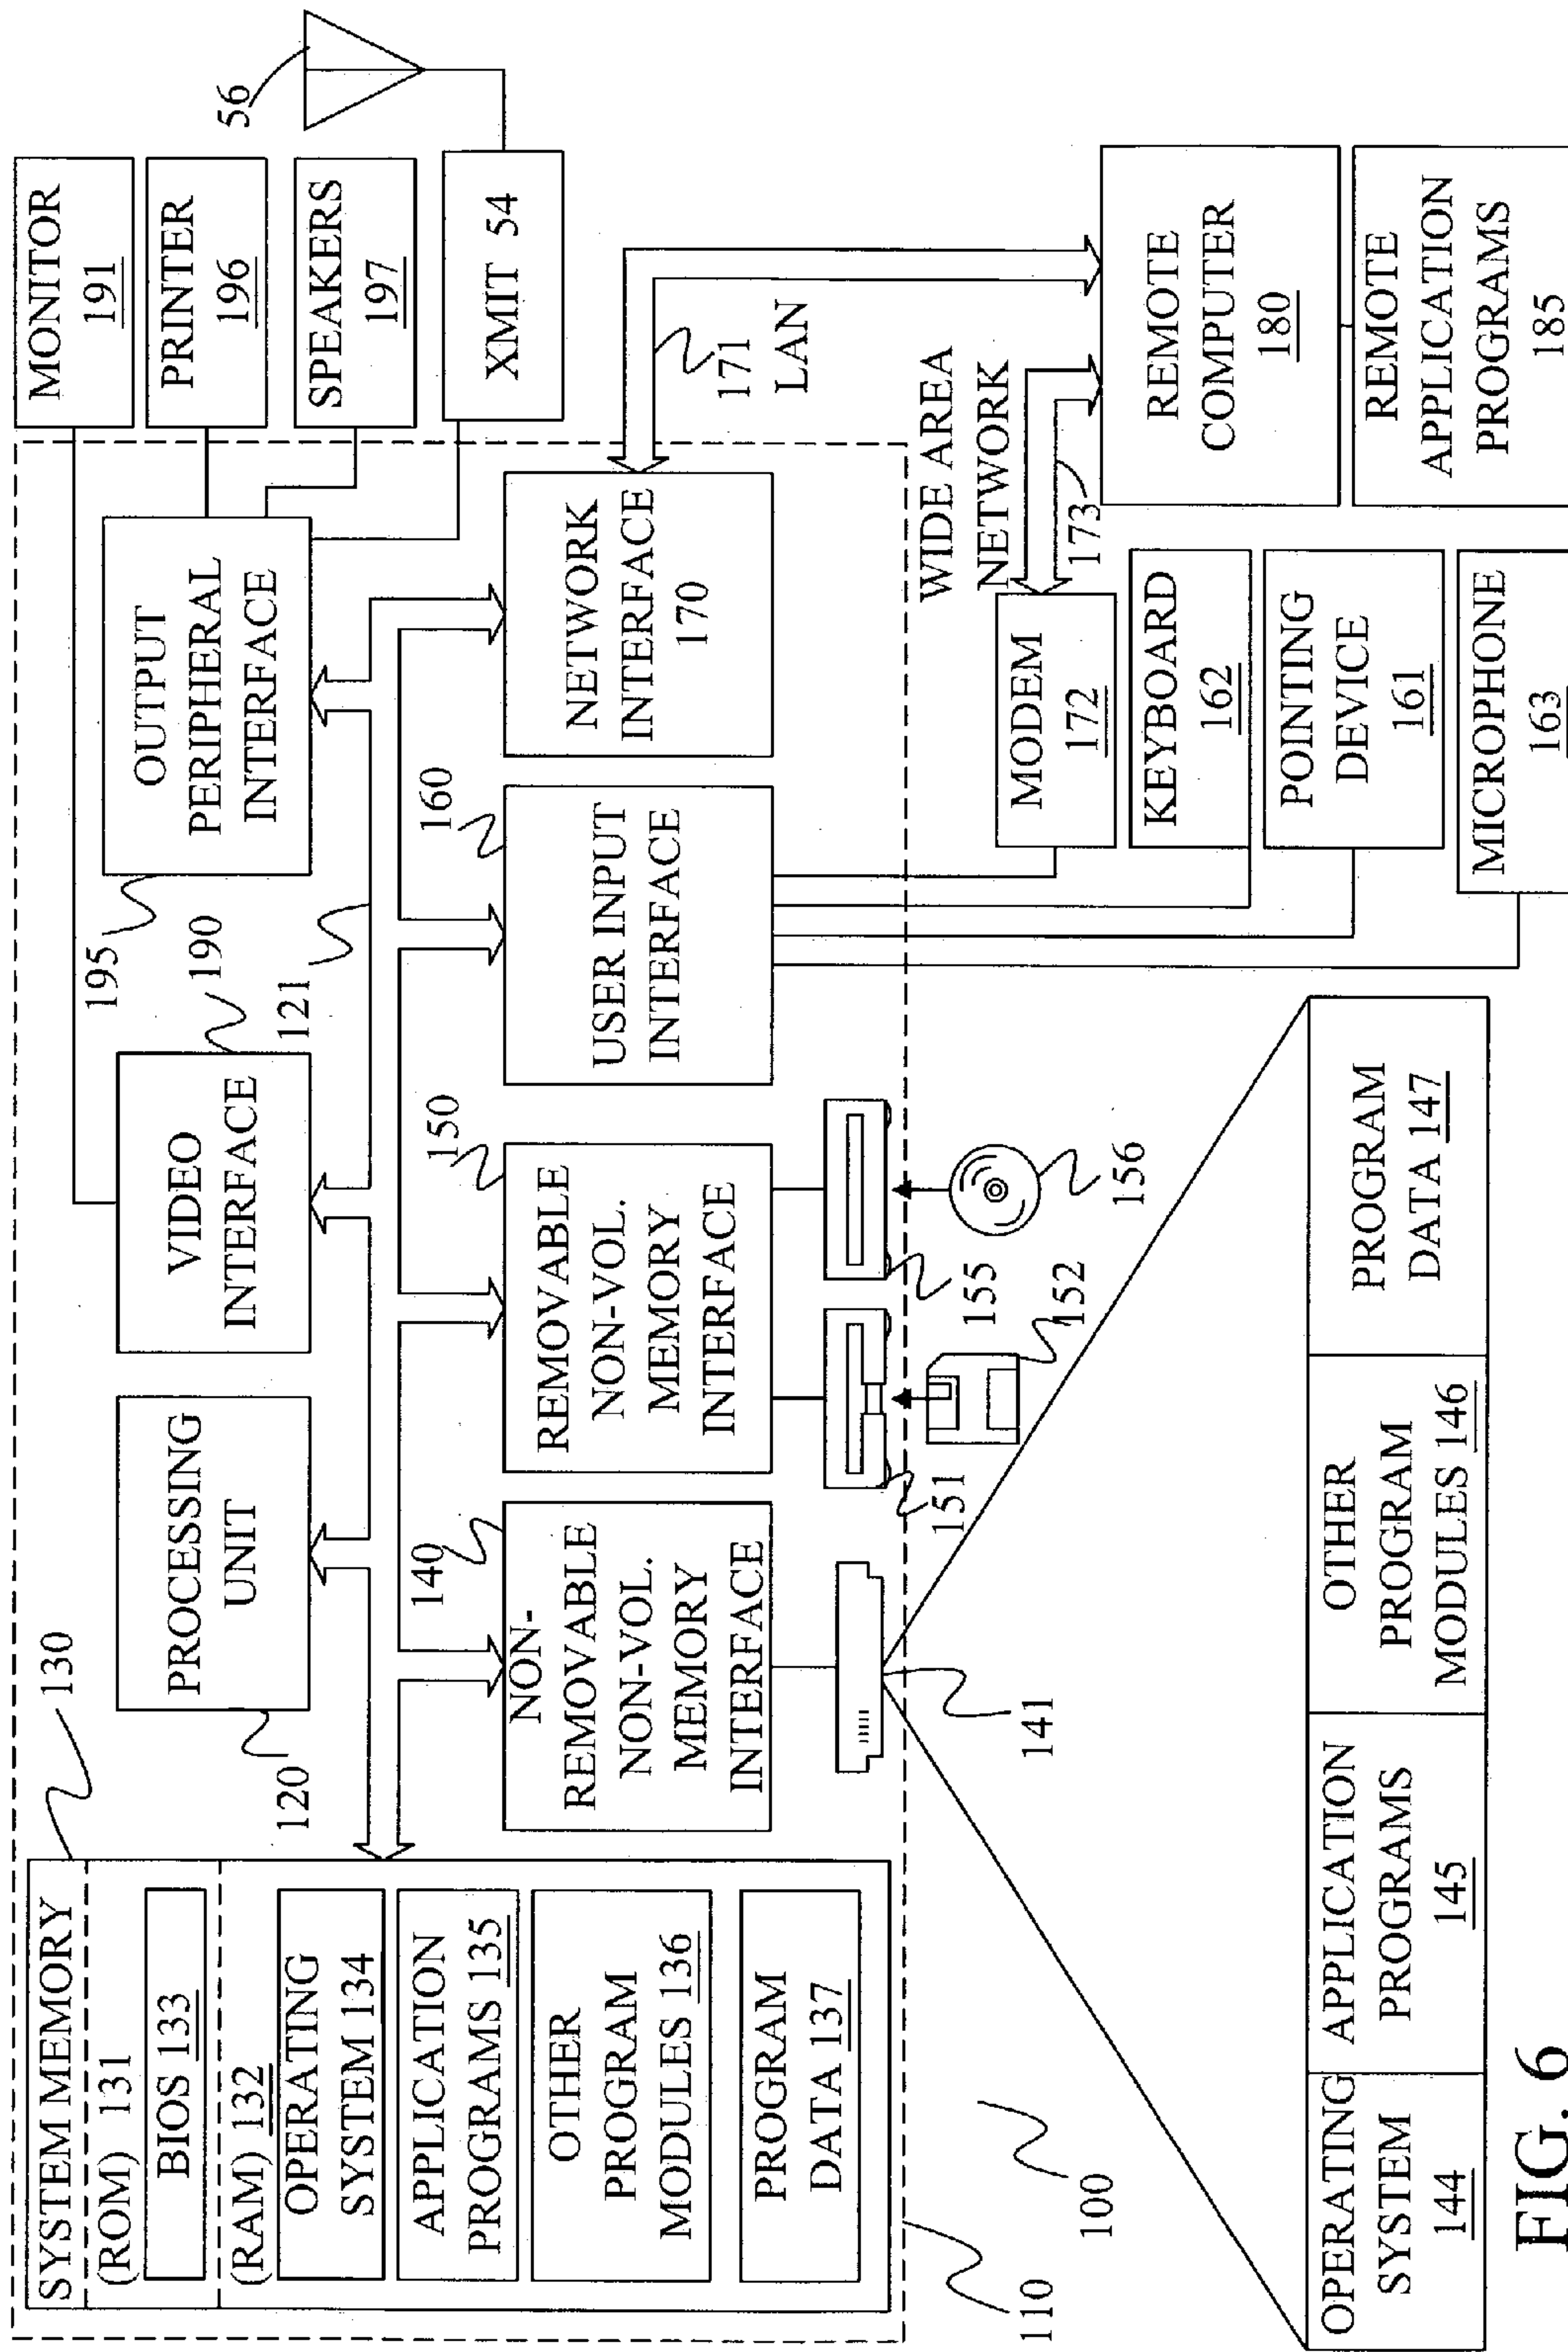 SYSTEM MEMORY
(ROM) 131
BIOS 133
(RAM) 132
OPERATING
SYSTEM 134
APPLICATION
PROGRAMS 135
OTHER
PROGRAM
MODULES 136
PROGRAM
DATA 137
130
120
PROCESSING
UNIT
VIDEO
INTERFACE
190
121
195
OUTPUT
PERIPHERAL
INTERFACE
MONITOR
191
PRINTER
196
SPEAKERS
197
XMIT 54
56
140
NON-
REMOVABLE
NON-VOL.
MEMORY
INTERFACE
150
REMOVABLE
NON-VOL.
MEMORY
INTERFACE
160
USER INPUT
INTERFACE
NETWORK
INTERFACE
170
171
LAN
141
151
152
155
156
WIDE AREA
NETWORK
173
MODEM
172
KEYBOARD
162
POINTING
DEVICE
161
MICROPHONE
163
REMOTE
COMPUTER
180
REMOTE
APPLICATION
PROGRAMS
185
110
100
OPERATING
SYSTEM
144
APPLICATION
PROGRAMS
145
OTHER
PROGRAM
MODULES 146
PROGRAM
DATA 147
FIG. 6